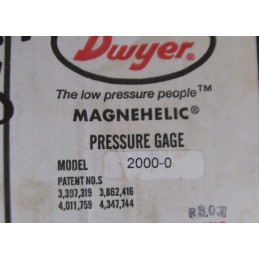 Dwyer®
The low pressure people™
MAGNEHELIC®
PRESSURE GAGE
MODEL 2000-0
PATENT NO.S
3,397,319 3,862,416
4,011,759 4,347,744